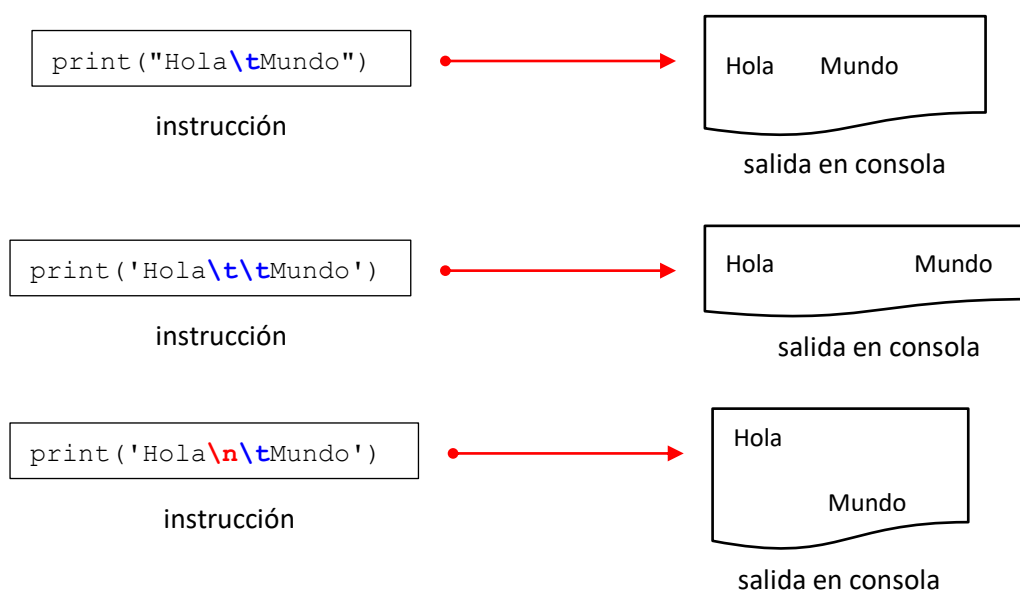 print("Hola\tMundo")
Hola Mundo
instrucción
salida en consola
print('Hola\t\tMundo')
Hola Mundo
instrucción
salida en consola
print('Hola\n\tMundo')
Hola
Mundo
instrucción
salida en consola